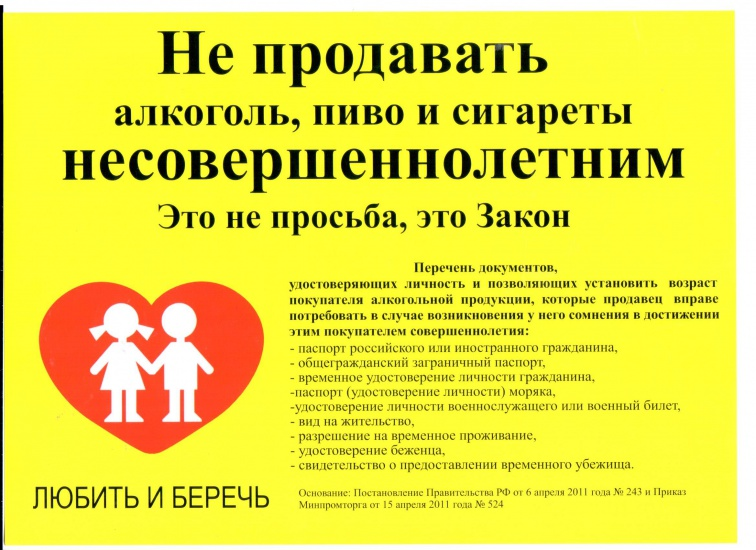 Не продавать
алкоголь, пиво и сигареты
несовершеннолетним
Это не просьба, это Закон
Перечень документов,
удостоверяющих личность и позволяющих установить возраст
покупателя алкогольной продукции, которые продавец вправе
потребовать в случае возникновения у него сомнения в достижении
этим покупателем совершеннолетия:
- паспорт российского или иностранного гражданина,
- общегражданский заграничный паспорт,
- временное удостоверение личности гражданина,
-паспорт (удостоверение личности) моряка,
-удостоверение личности военнослужащего или военный билет,
- вид на жительство,
- разрешение на временное проживание,
- удостоверение беженца,
- свидетельство о предоставлении временного убежища.
ЛЮБИТЬ И БЕРЕЧЬ
Основание: Постановление Правительства РФ от 6 апреля 2011 года № 243 и Приказ
Минпромторга от 15 апреля 2011 года № 524